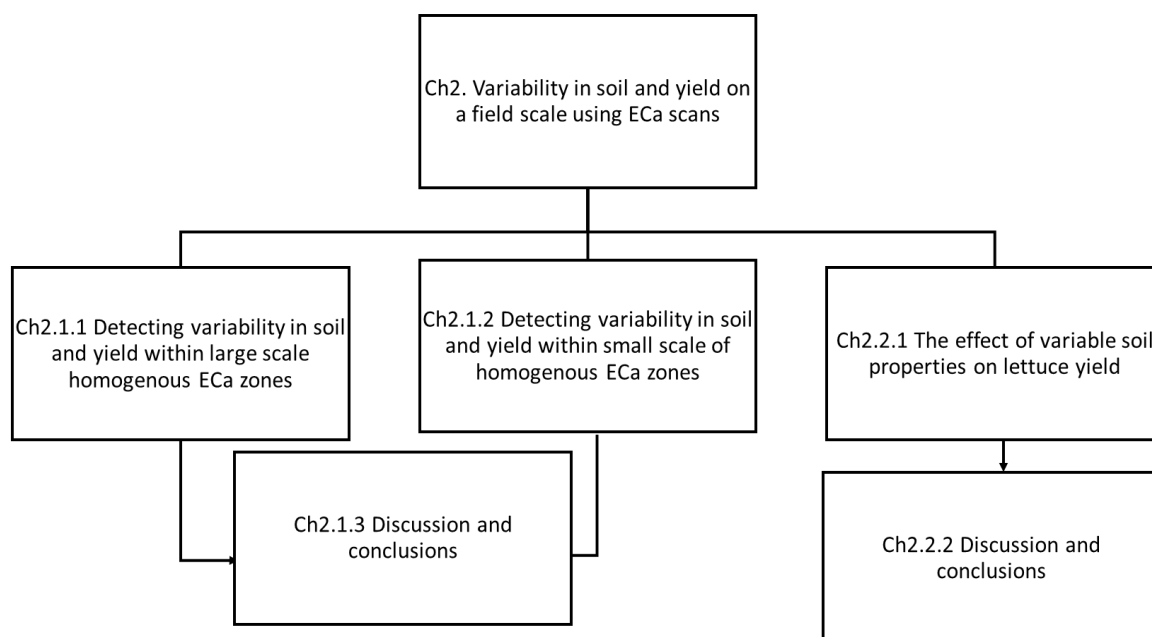 Ch2. Variability in soil and yield on
a field scale using ECa scans
Ch2.1.1 Detecting variability in soil
and yield within large scale
homogenous ECa zones
Ch2.1.2 Detecting variability in soil
and yield within small scale of
homogenous ECa zones
Ch2.2.1 The effect of variable soil
properties on lettuce yield
Ch2.1.3 Discussion and
conclusions
Ch2.2.2 Discussion and
conclusions